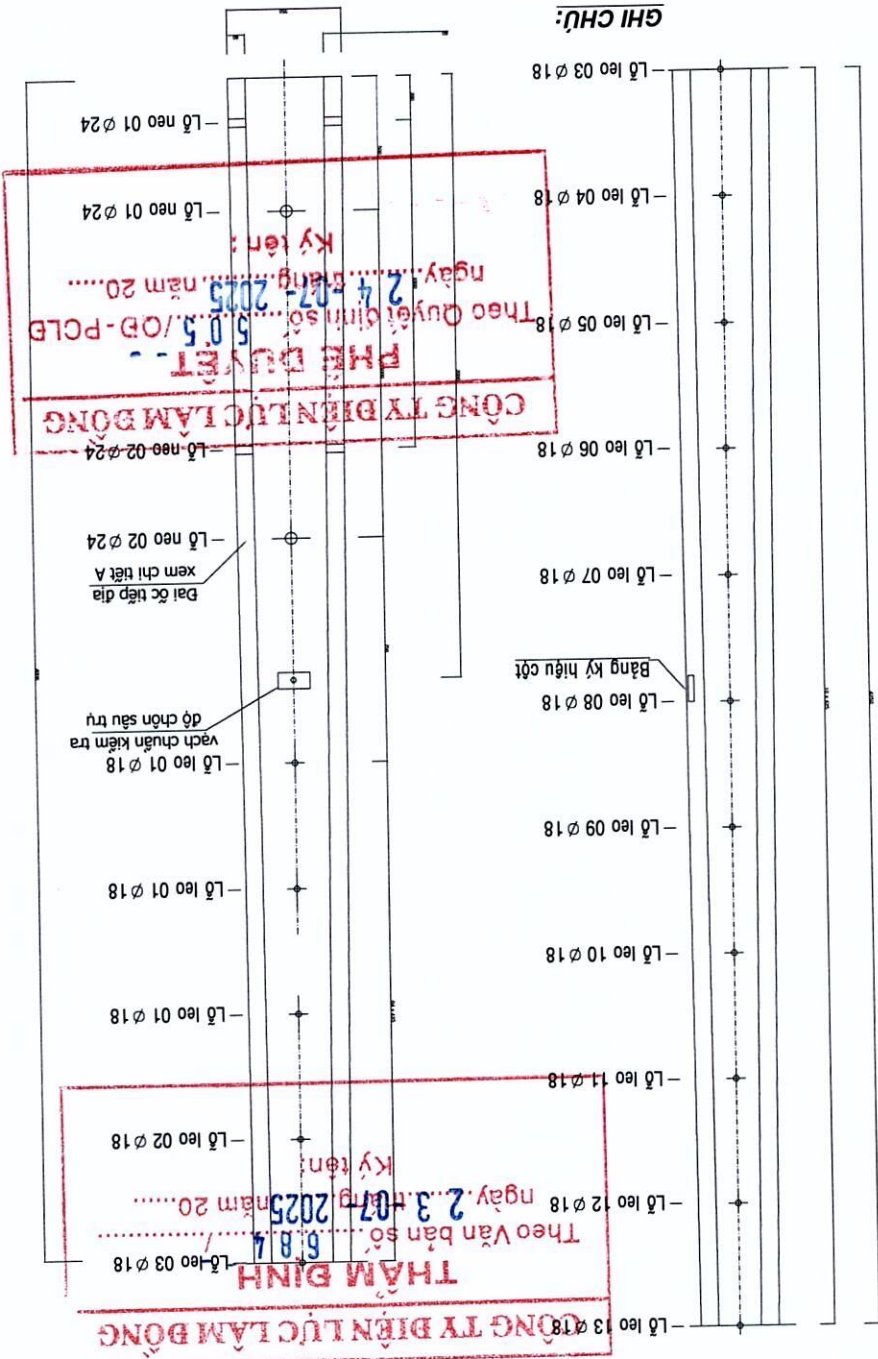 CÔNG TY ĐIỆN LỰC LÂM ĐỒNG
THẨM ĐỊNH
Theo Văn bản số 684 /
ngày 23 tháng -07- 2025 năm 20
Ký tên:
Lỗ leo 03 Ø18
Lỗ leo 02 Ø18
Lỗ leo 01 Ø18
Lỗ leo 01 Ø18
Lỗ leo 01 Ø18
vạch chuẩn kiểm tra
độ chôn sâu trụ
Đai ốc tiếp địa
xem chi tiết A
Lỗ neo 02 Ø24
Lỗ neo 02 Ø24
CÔNG TY ĐIỆN LỰC LÂM ĐỒNG
PHÊ DUYỆT
Theo Quyết định số 505 /QĐ-PCLĐ
ngày 24 tháng -07- 2025 năm 20
Ký tên:
Lỗ neo 01 Ø24
Lỗ neo 01 Ø24
Lỗ leo 13 Ø18
Lỗ leo 12 Ø18
Lỗ leo 11 Ø18
Lỗ leo 10 Ø18
Lỗ leo 09 Ø18
Lỗ leo 08 Ø18
Bảng ký hiệu cột
Lỗ leo 07 Ø18
Lỗ leo 06 Ø18
Lỗ leo 05 Ø18
Lỗ leo 04 Ø18
Lỗ leo 03 Ø18
GHI CHÚ: